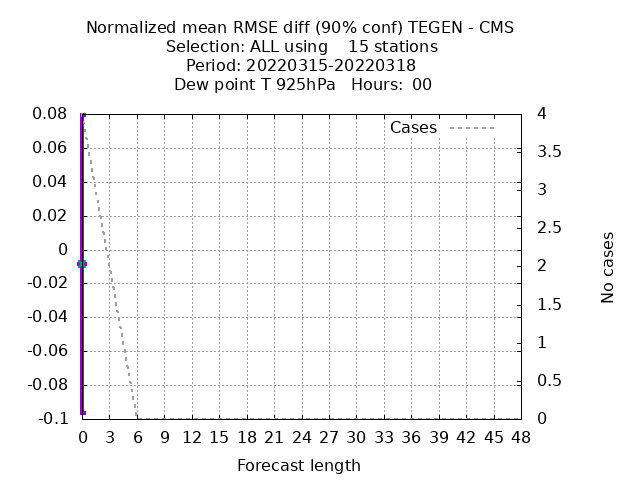 Normalized mean RMSE diff (90% conf) TEGEN - CMS
Selection: ALL using    15 stations
Period: 20220315-20220318
Dew point T 925hPa   Hours:  00
Cases
0.08
0.06
0.04
0.02
0
-0.02
-0.04
-0.06
-0.08
-0.1
4
3.5
3
2.5
2
1.5
1
0.5
0
No cases
0 3 6 9 12 15 18 21 24 27 30 33 36 39 42 45 48
Forecast length